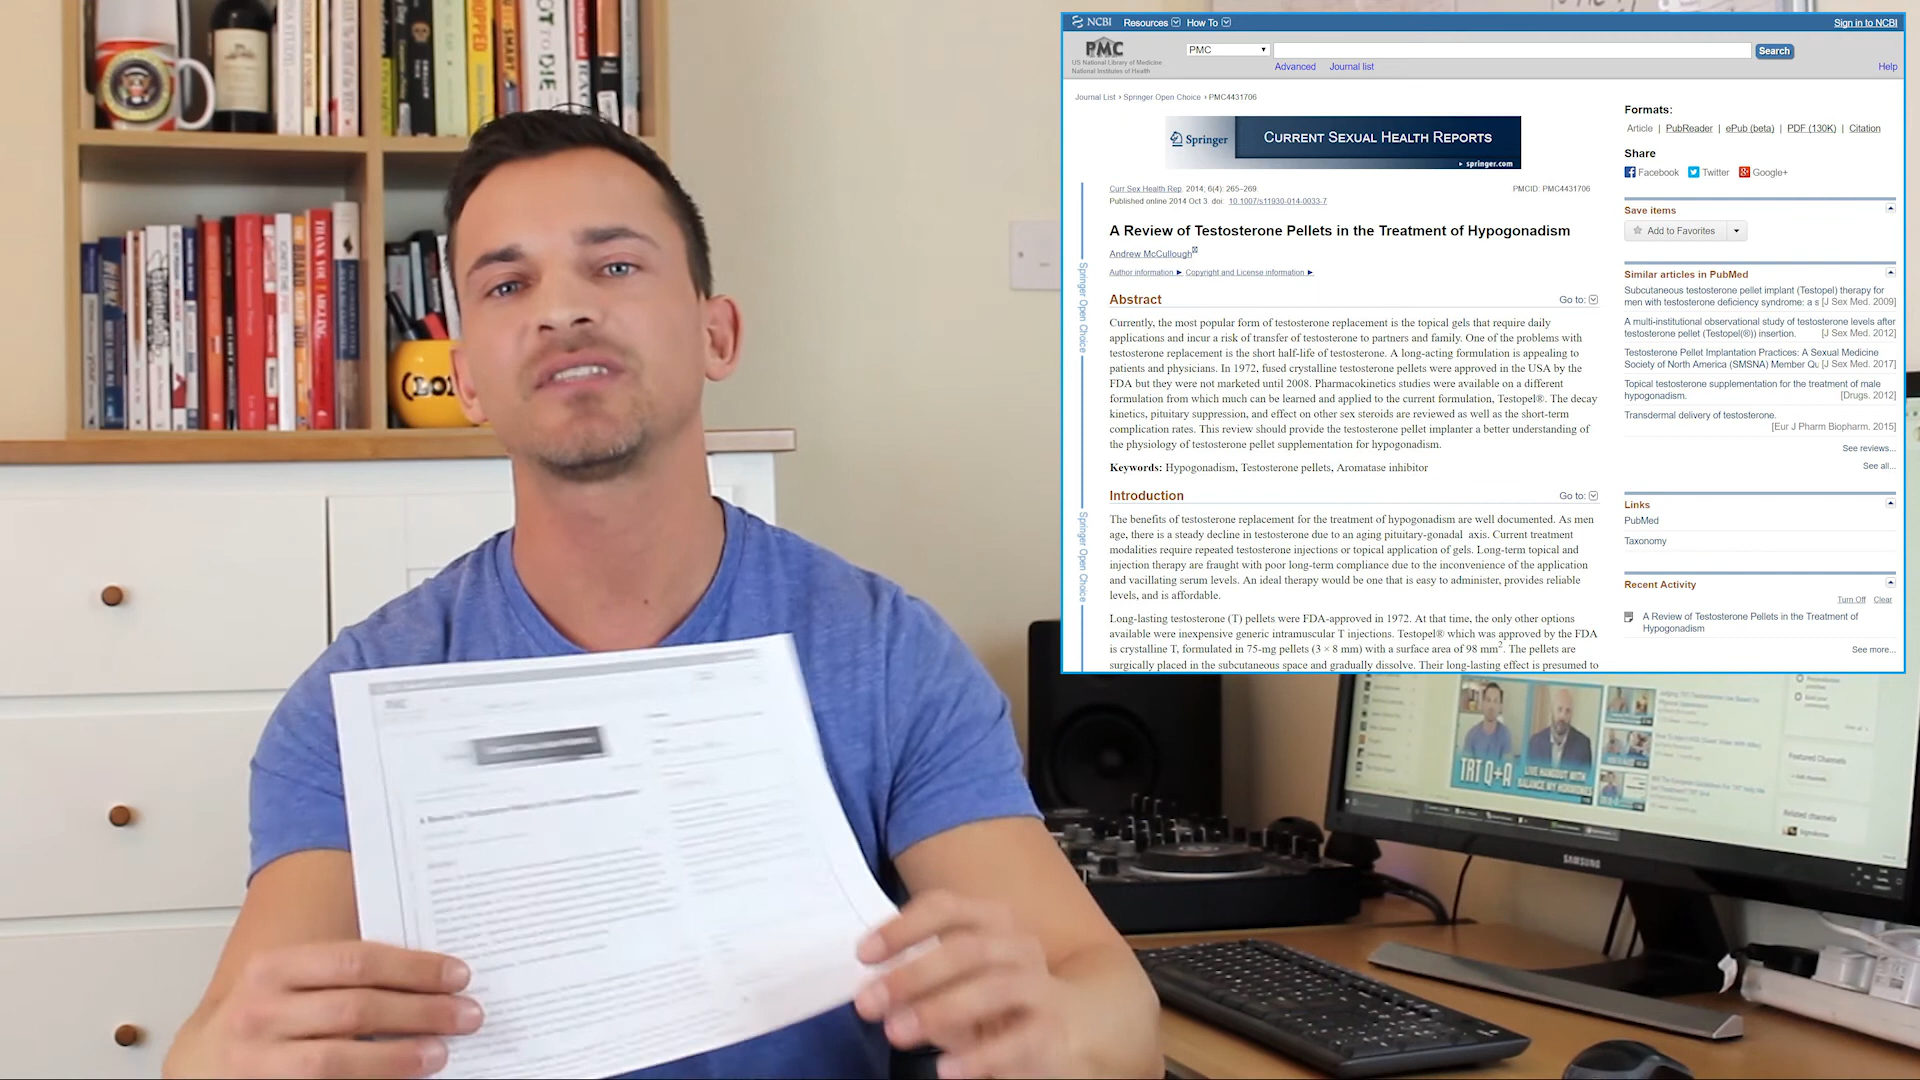 NCBI Resources How To Sign in to NCBI
PMC
US National Library of Medicine
National Institutes of Health
PMC Search
Advanced Journal list
Help
Journal List › Springer Open Choice › PMC4431706
Springer CURRENT SEXUAL HEALTH REPORTS
▸ springer.com
Curr Sex Health Rep. 2014; 6(4): 265–269.
PMCID: PMC4431706
Published online 2014 Oct 3. doi: 10.1007/s11930-014-0033-7
A Review of Testosterone Pellets in the Treatment of Hypogonadism
Andrew McCullough
Author information ► Copyright and License information ►
Abstract Go to:
Currently, the most popular form of testosterone replacement is the topical gels that require daily
applications and incur a risk of transfer of testosterone to partners and family. One of the problems with
testosterone replacement is the short half-life of testosterone. A long-acting formulation is appealing to
patients and physicians. In 1972, fused crystalline testosterone pellets were approved in the USA by the
FDA but they were not marketed until 2008. Pharmacokinetics studies were available on a different
formulation from which much can be learned and applied to the current formulation, Testopel®. The decay
kinetics, pituitary suppression, and effect on other sex steroids are reviewed as well as the short-term
complication rates. This review should provide the testosterone pellet implanter a better understanding of
the physiology of testosterone pellet supplementation for hypogonadism.
Keywords: Hypogonadism, Testosterone pellets, Aromatase inhibitor
Introduction Go to:
The benefits of testosterone replacement for the treatment of hypogonadism are well documented. As men
age, there is a steady decline in testosterone due to an aging pituitary-gonadal axis. Current treatment
modalities require repeated testosterone injections or topical application of gels. Long-term topical and
injection therapy are fraught with poor long-term compliance due to the inconvenience of the application
and vacillating serum levels. An ideal therapy would be one that is easy to administer, provides reliable
levels, and is affordable.
Long-lasting testosterone (T) pellets were FDA-approved in 1972. At that time, the only other options
available were inexpensive generic intramuscular T injections. Testopel® which was approved by the FDA
is crystalline T, formulated in 75-mg pellets (3 × 8 mm) with a surface area of 98 mm2. The pellets are
surgically placed in the subcutaneous space and gradually dissolve. Their long-lasting effect is presumed to
Springer Open Choice
Springer Open Choice
Formats:
Article | PubReader | ePub (beta) | PDF (130K) | Citation
Share
Facebook Twitter Google+
Save items
Add to Favorites
Similar articles in PubMed
Subcutaneous testosterone pellet implant (Testopel) therapy for
men with testosterone deficiency syndrome: a s [J Sex Med. 2009]
A multi-institutional observational study of testosterone levels after
testosterone pellet (Testopel(®)) insertion. [J Sex Med. 2012]
Testosterone Pellet Implantation Practices: A Sexual Medicine
Society of North America (SMSNA) Member Qu [J Sex Med. 2017]
Topical testosterone supplementation for the treatment of male
hypogonadism. [Drugs. 2012]
Transdermal delivery of testosterone.
[Eur J Pharm Biopharm. 2015]
See reviews...
See all...
Links
PubMed
Taxonomy
Recent Activity
Turn Off Clear
A Review of Testosterone Pellets in the Treatment of
Hypogonadism
See more...
TRT Q+A
LIVE HANGOUT WITH
Featured Channels
Related channels
SAMSUNG
THANK YOU